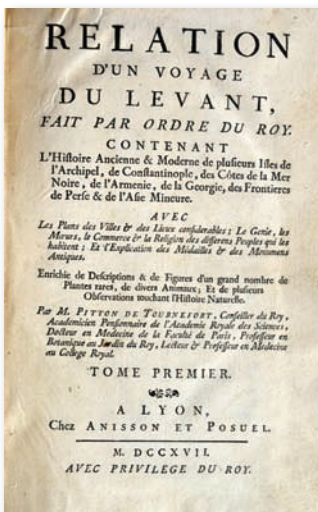 RELATION
D'UN VOYAGE
DU LEVANT,
FAIT PAR ORDRE DU ROY.
CONTENANT
L'Histoire Ancienne & Moderne de plusieurs Isles de
l'Archipel, de Constantinople, des Côtes de la Mer
Noire, de l'Armenie, de la Georgie, des Frontieres
de Perse & de l'Asie Mineure.
AVEC
Les Plans des Villes & des Lieux considerables; Le Genie, les
Mœurs, le Commerce & la Religion des differens Peuples qui les
habitent; Et l'Explication des Médailles & des Monumens
Antiques.
Enrichie de Descriptions & de Figures d'un grand nombre de
Plantes rares, de divers Animaux; Et de plusieurs
Observations touchant l'Histoire Naturelle.
Par M. PITTON DE TOURNEFORT, Conseiller du Roy,
Academicien Pensionnaire de l'Academie Royale des Sciences,
Docteur en Medecine de la Faculté de Paris, Professeur en
Botanique au Jardin du Roy, Lecteur & Professeur en Medecine
au College Royal.
TOME PREMIER.
A LYON,
Chez ANISSON ET POSUEL.
M. DCCXVII.
AVEC PRIVILEGE DU ROY.